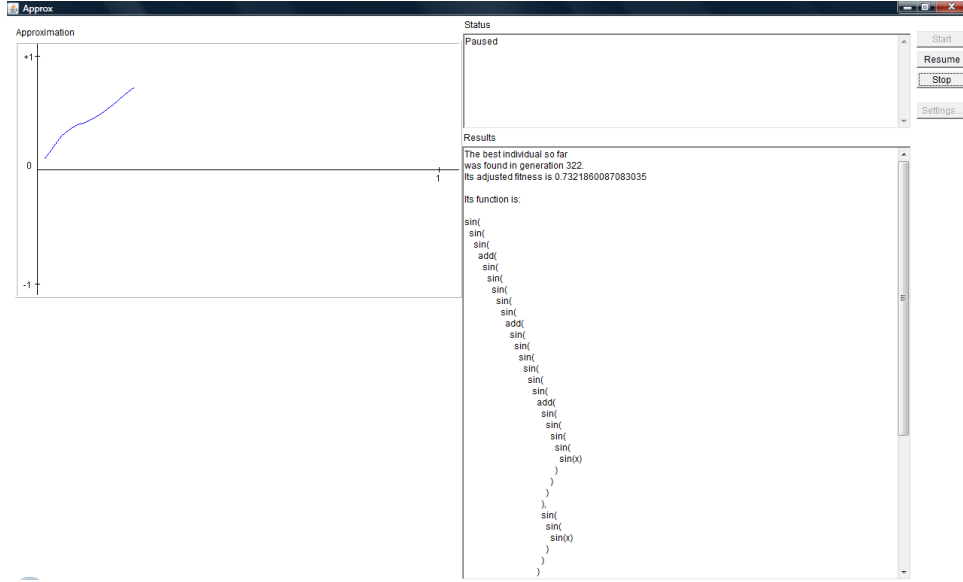 Approx
Approximation
+1
0
1
-1
Status
Paused
Start
Resume
Stop
Settings...
Results
The best individual so far
was found in generation 322.
Its adjusted fitness is 0.7321860087083035
Its function is:
sin(
sin(
sin(
add(
sin(
sin(
sin(
sin(
sin(
add(
sin(
sin(
sin(
sin(
sin(
sin(
add(
sin(
sin(
sin(
sin(
sin(x)
)
)
)
),
sin(
sin(
sin(x)
)
)
)